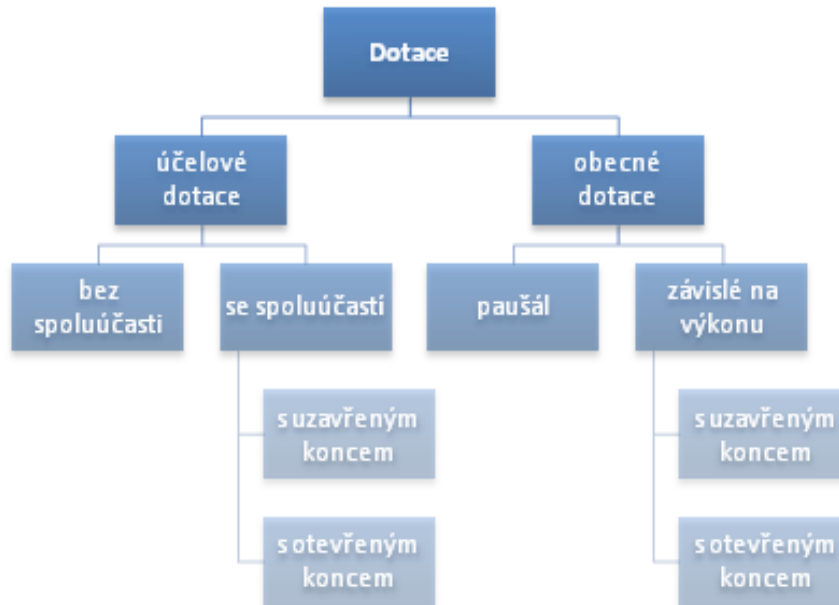 Dotace
účelové
dotace
obecné
dotace
bez
spoluúčasti
se spoluúčastí
paušál
závislé na
výkonu
s uzavřeným
koncem
s uzavřeným
koncem
s otevřeným
koncem
s otevřeným
koncem